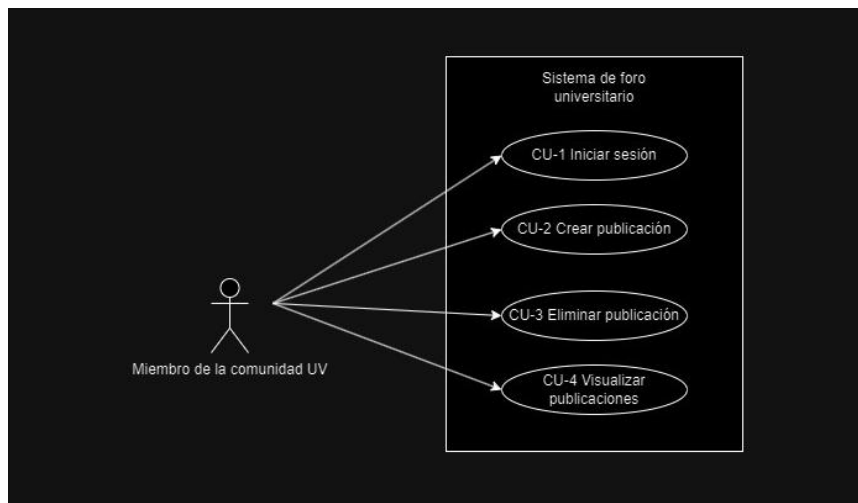 Sistema de foro
universitario
CU-1 Iniciar sesión
CU-2 Crear publicación
CU-3 Eliminar publicación
Miembro de la comunidad UV
CU-4 Visualizar
publicaciones